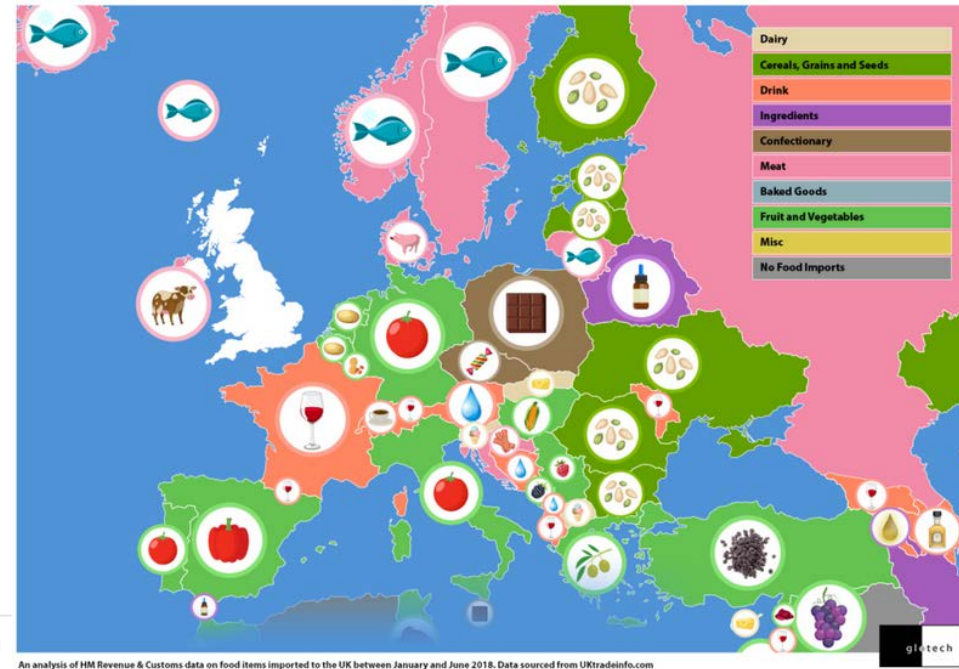 Dairy
Cereals, Grains and Seeds
Drink
Ingredients
Confectionary
Meat
Baked Goods
Fruit and Vegetables
Misc
No Food Imports
gletech
An analysis of HM Revenue & Customs data on food items imported to the UK between January and June 2018. Data sourced from UKtradeinfo.com